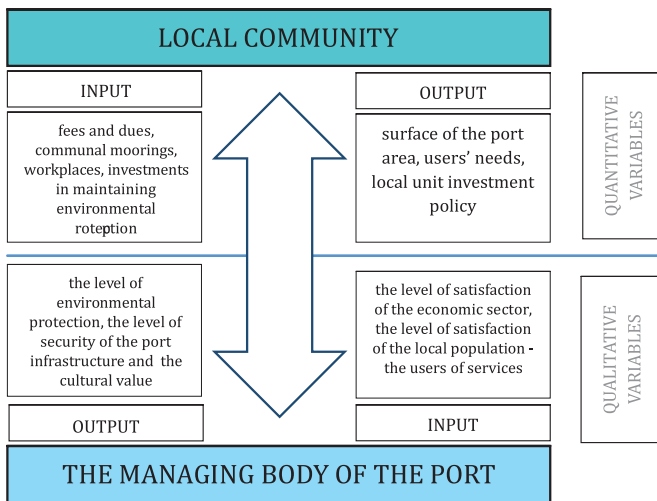 LOCAL COMMUNITY
INPUT
fees and dues,
communal moorings,
workplaces, investments
in maintaining
environmental
roteption
OUTPUT
surface of the port
area, users’ needs,
local unit investment
policy
QUANTITATIVE
VARIABLES
the level of
environmental
protection, the level of
security of the port
infrastructure and the
cultural value
OUTPUT
the level of satisfaction
of the economic sector,
the level of satisfaction
of the local population -
the users of services
INPUT
QUALITATIVE
VARIABLES
THE MANAGING BODY OF THE PORT